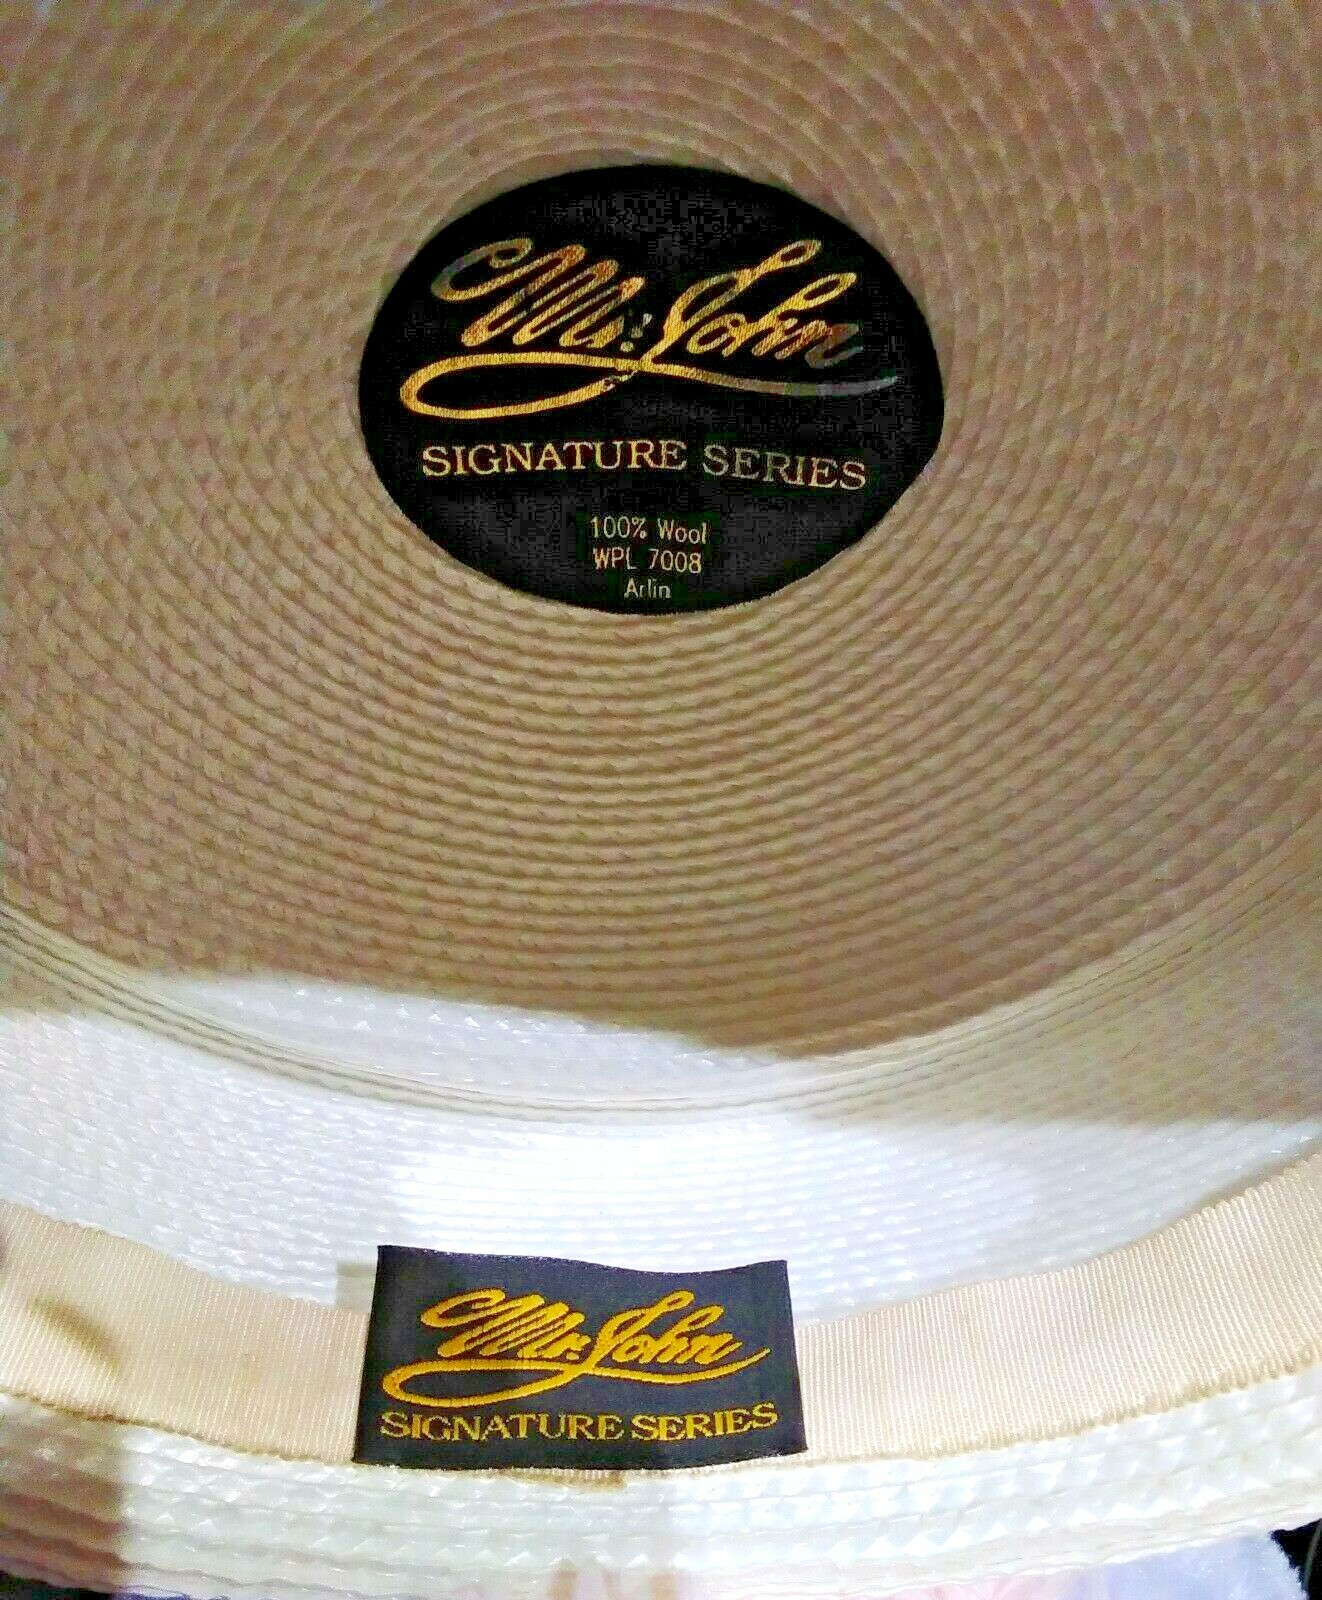 Mr. John
SIGNATURE SERIES
100% Wool
WPL 7008
Arlin
Mr. John
SIGNATURE SERIES